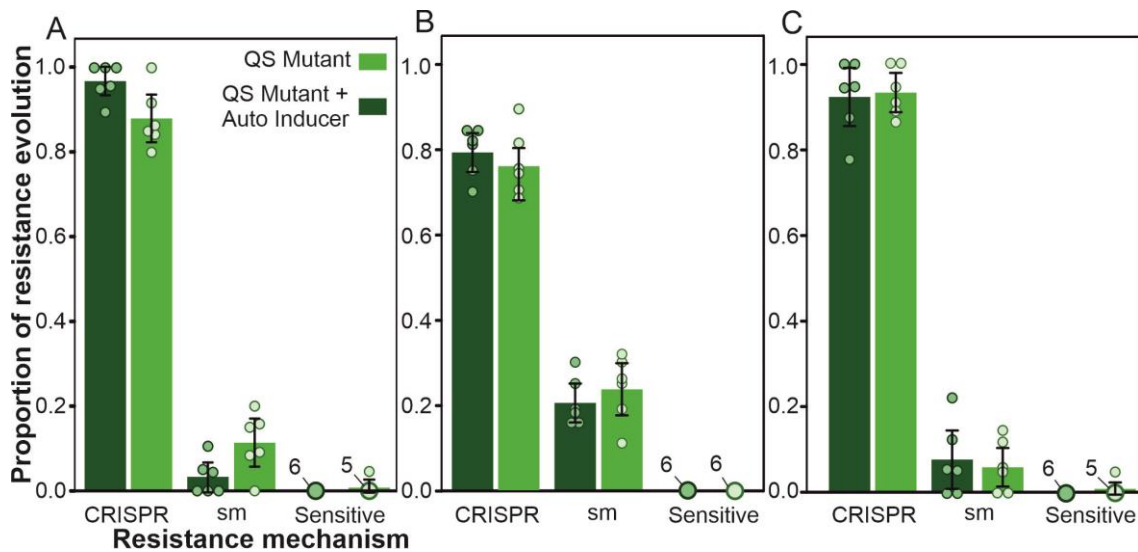 A
B
C
Proportion of resistance evolution
1.0
0.8
0.6
0.4
0.2
0.0
QS Mutant
QS Mutant +
Auto Inducer
6
5
CRISPR
sm
Sensitive
1.0
0.8
0.6
0.4
0.2
0.0
6
6
CRISPR
sm
Sensitive
1.0
0.8
0.6
0.4
0.2
0.0
6
5
CRISPR
sm
Sensitive
Resistance mechanism